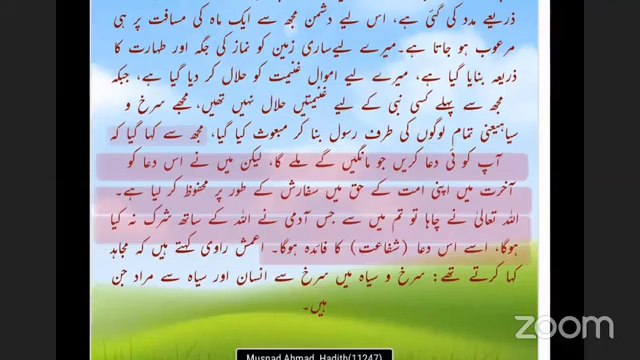 ذریعے مدد کی گئی ہے، اس لیے دشمن مجھ سے ایک ماہ کی مسافت پر ہی
مرعوب ہو جاتا ہے۔میرے لیےساری زمین کو نماز کی جگہ اور طہارت کا
ذریعہ بنایا گیا ہے، میرے لیے اموال غنیمت کو حلال کر دیا گیا ہے، جبکہ
مجھ سے پہلے کسی نبی کے لیے غنیمتیں حلال نہیں تھیں، مجھے سرخ و
سیاہیعنی تمام لوگوں کی طرف رسول بنا کر مبعوث کیا گیا، مجھ سے کہا گیا کہ
آپ کو ئی دعا کریں جو مانگیں گے ملے گا، لیکن میں نے اس دعا کو
آخرت میں اپنی امت کے حق میں سفارش کے طور پر محفوظ کر لیا ہے۔
اللہ تعالیٰ نے چاہا تو تم میں سے جس آدمی نے اللہ کے ساتھ شرک نہ کیا
ہوگا، اسے اس دعا (شفاعت) کا فائدہ ہوگا۔ اعمش راوی کہتے ہیں کہ مجاہد
کہا کرتے تھے: سرخ و سیاہ میں سرخ سے انسان اور سیاہ سے مراد جن
ہیں۔
zoom
Musnad Ahmad, Hadith(11247)